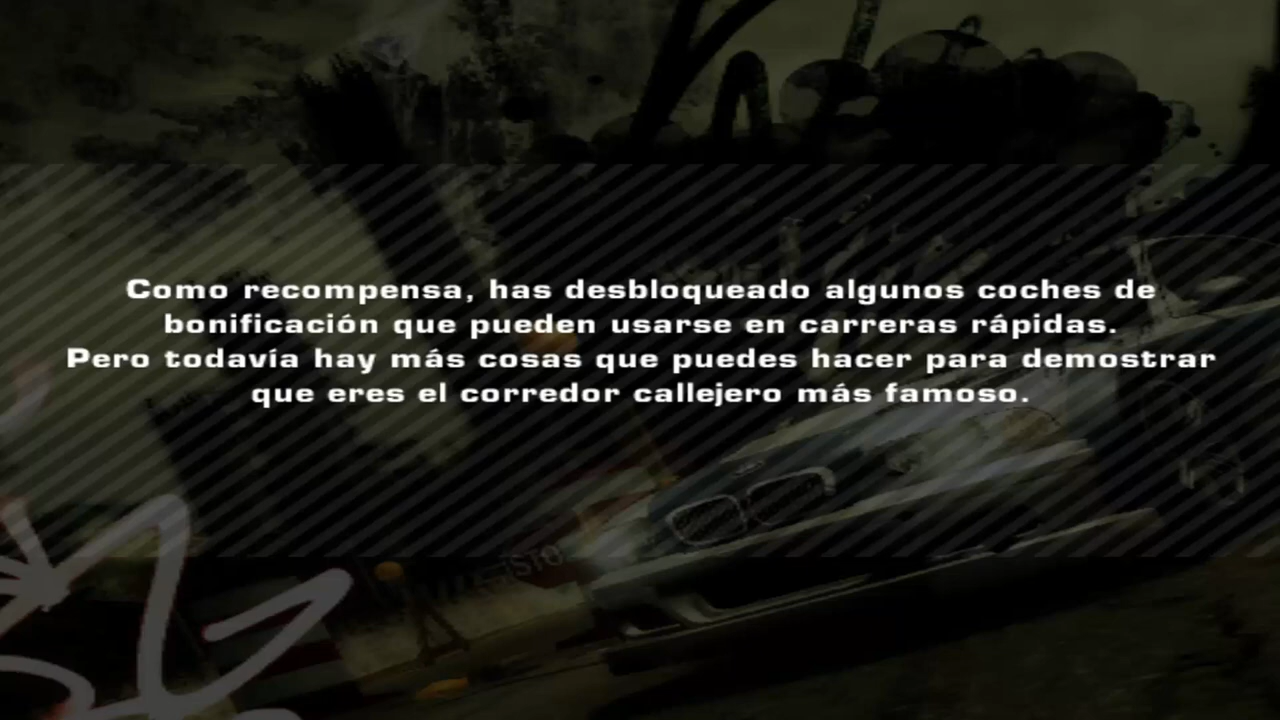 Como recompensa, has desbloqueado algunos coches de
bonificación que pueden usarse en carreras rápidas.
Pero todavía hay más cosas que puedes hacer para demostrar
que eres el corredor callejero más famoso.